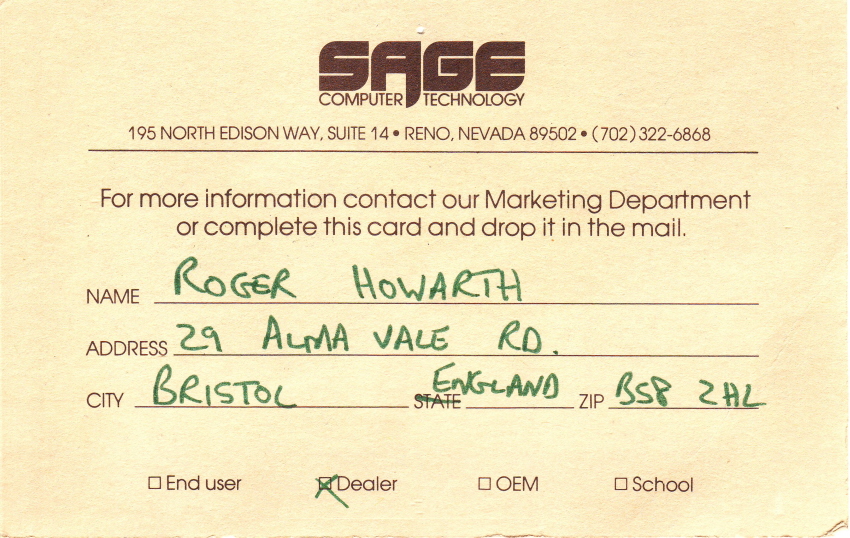 SAGE
COMPUTER TECHNOLOGY
195 NORTH EDISON WAY, SUITE 14 • RENO, NEVADA 89502 • (702) 322-6868
For more information contact our Marketing Department
or complete this card and drop it in the mail.
NAME ROGER HOWARTH
ADDRESS 29 ALMA VALE RD.
CITY BRISTOL STATE ENGLAND ZIP BS8 2HL
☐ End user ☒ Dealer ☐ OEM ☐ School